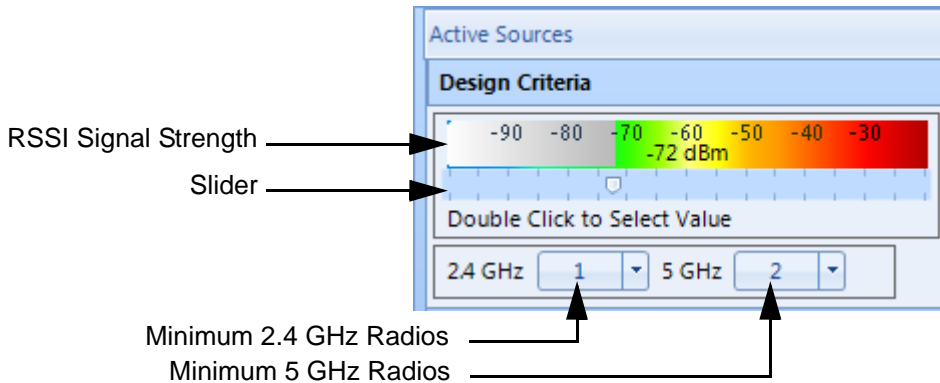 Active Sources
Design Criteria
RSSI Signal Strength
-90 -80 -70 -60 -50 -40 -30
-72 dBm
Slider
Double Click to Select Value
2.4 GHz 1 5 GHz 2
Minimum 2.4 GHz Radios
Minimum 5 GHz Radios